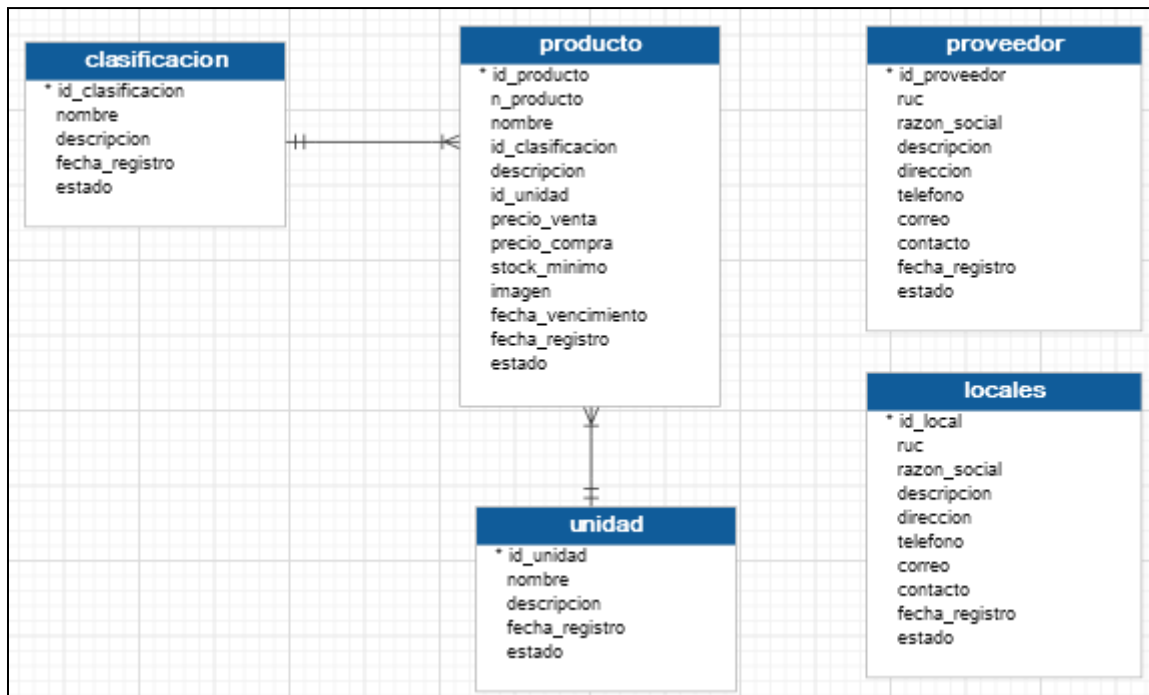 clasificacion
* id_clasificacion
nombre
descripcion
fecha_registro
estado
producto
* id_producto
n_producto
nombre
id_clasificacion
descripcion
id_unidad
precio_venta
precio_compra
stock_minimo
imagen
fecha_vencimiento
fecha_registro
estado
unidad
* id_unidad
nombre
descripcion
fecha_registro
estado
proveedor
* id_proveedor
ruc
razon_social
descripcion
direccion
telefono
correo
contacto
fecha_registro
estado
locales
* id_local
ruc
razon_social
descripcion
direccion
telefono
correo
contacto
fecha_registro
estado